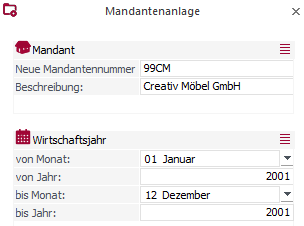 Mandantenanlage
Mandant
Neue Mandantennummer 99CM
Beschreibung: Creativ Möbel GmbH
Wirtschaftsjahr
von Monat: 01 Januar
von Jahr: 2001
bis Monat: 12 Dezember
bis Jahr: 2001